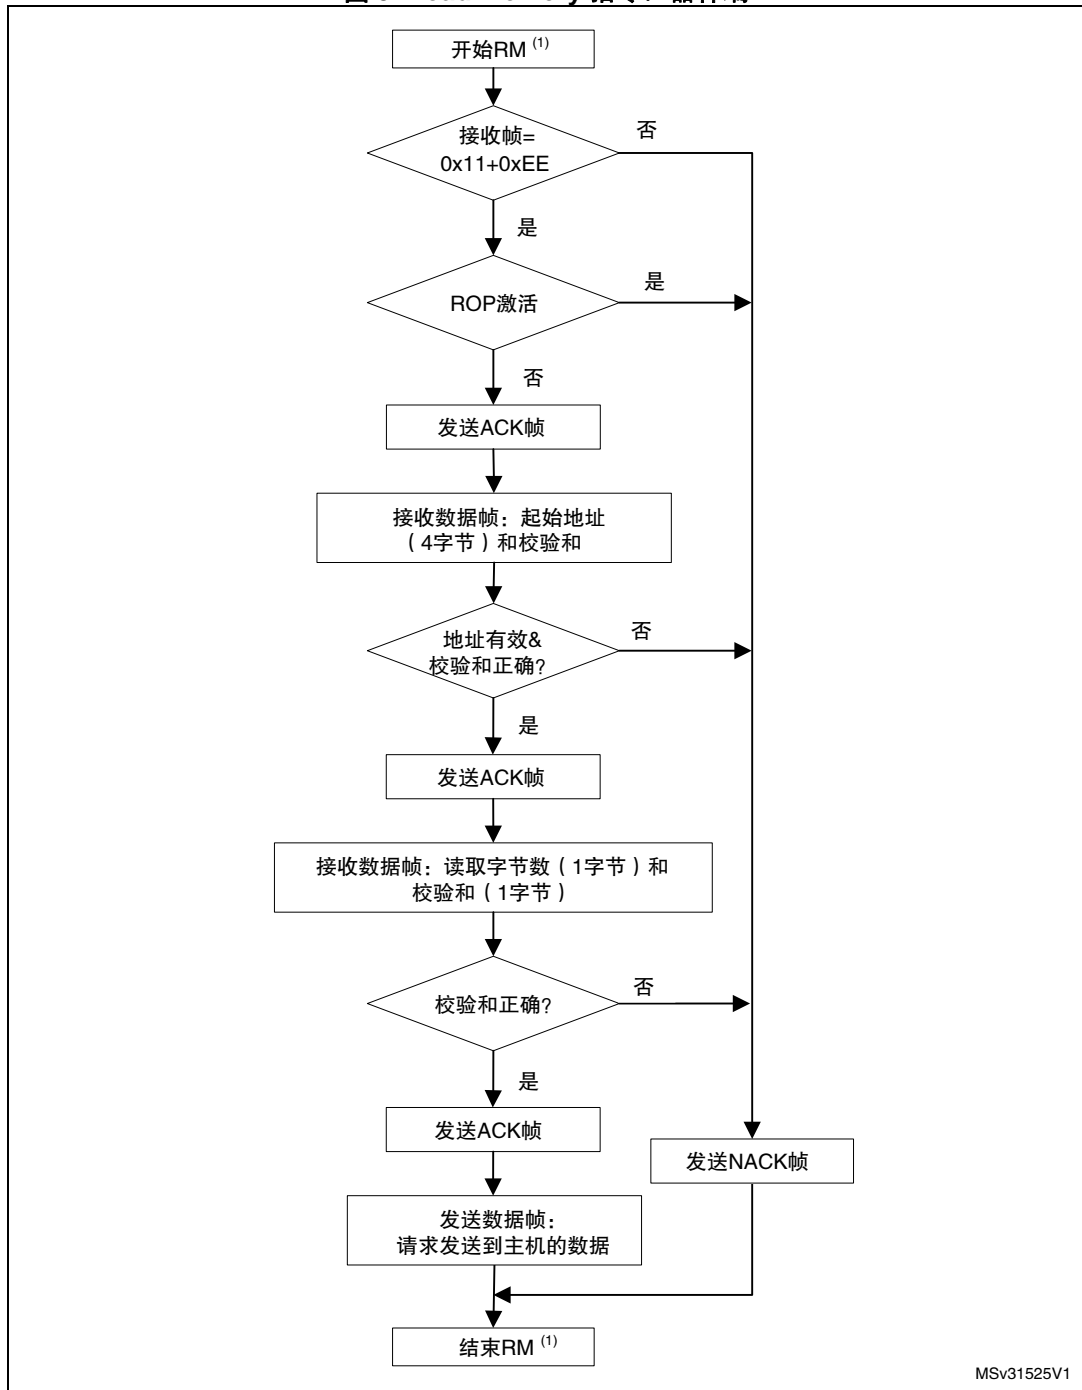 开始RM (1)
接收帧=
0x11+0xEE
否
是
ROP激活
是
否
发送ACK帧
接收数据帧：起始地址
（4字节）和校验和
地址有效&
校验和正确？
否
是
发送ACK帧
接收数据帧：读取字节数（1字节）和
校验和（1字节）
校验和正确？
否
是
发送ACK帧
发送NACK帧
发送数据帧：
请求发送到主机的数据
结束RM (1)
MSv31525V1